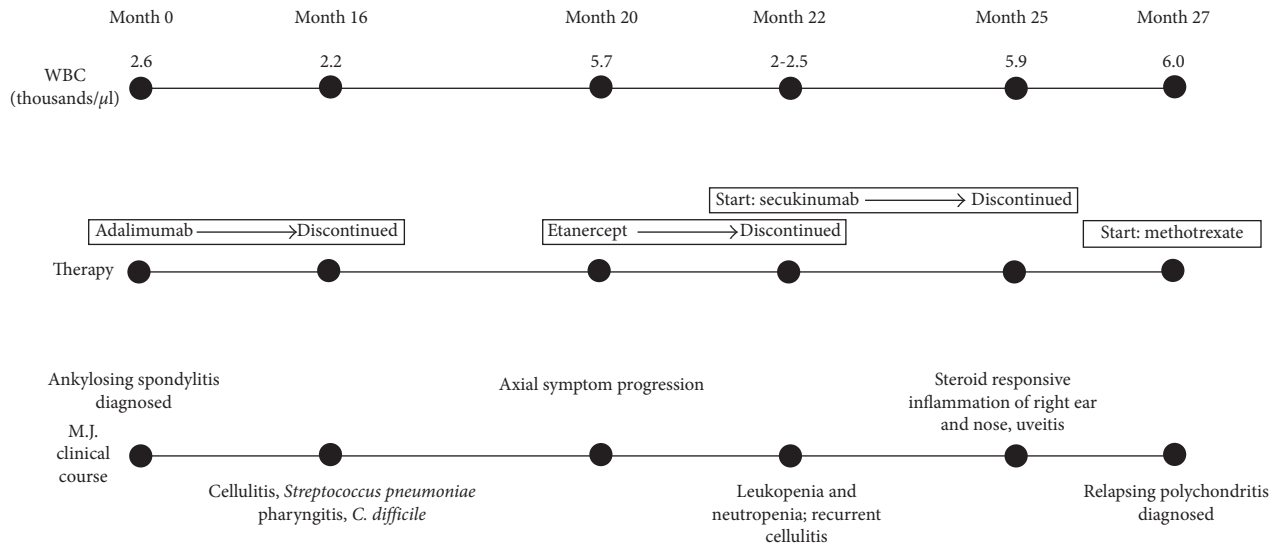 Month 0 Month 16 Month 20 Month 22 Month 25 Month 27
2.6 2.2 5.7 2-2.5 5.9 6.0
WBC
(thousands/μl)
Start: secukinumab Discontinued
Adalimumab Discontinued Etanercept Discontinued Start: methotrexate
Therapy
Ankylosing spondylitis
diagnosed
Axial symptom progression
Steroid responsive
inflammation of right ear
and nose, uveitis
M.J.
clinical
course
Cellulitis, Streptococcus pneumoniae
pharyngitis, C. difficile
Leukopenia and
neutropenia; recurrent
cellulitis
Relapsing polychondritis
diagnosed